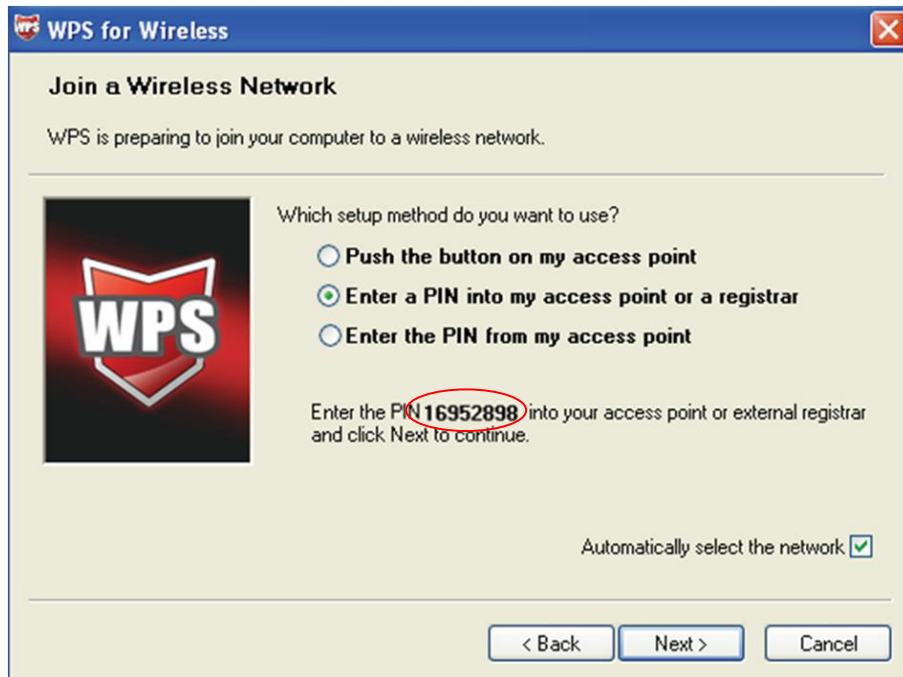 WPS WPS for Wireless
Join a Wireless Network
WPS is preparing to join your computer to a wireless network.
Which setup method do you want to use?
Push the button on my access point
Enter a PIN into my access point or a registrar
Enter the PIN from my access point
WPS
Enter the PIN 16952898 into your access point or external registrar
and click Next to continue.
Automatically select the network
< Back Next > Cancel